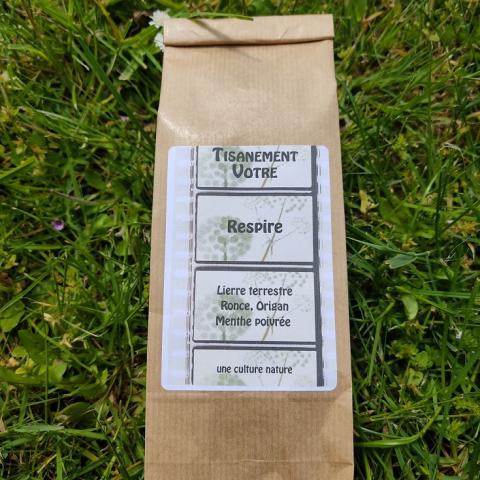 Tisanement
Votre
Respire
Lierre terrestre
Ronce, Origan
Menthe poivrée
une culture nature